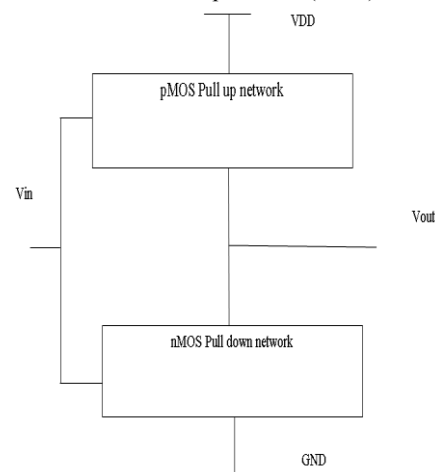 VDD
pMOS Pull up network
Vin
Vout
nMOS Pull down network
GND